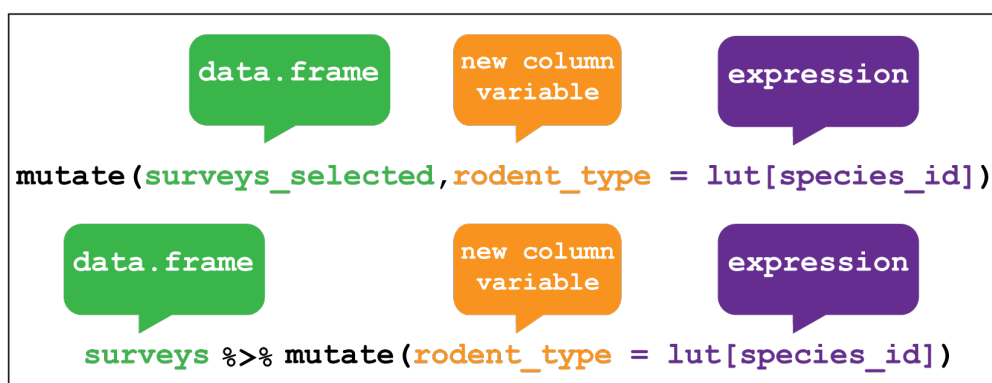 data.frame
new column
variable
expression
mutate(surveys_selected,rodent_type = lut[species_id])
data.frame
new column
variable
expression
surveys %>% mutate(rodent_type = lut[species_id])